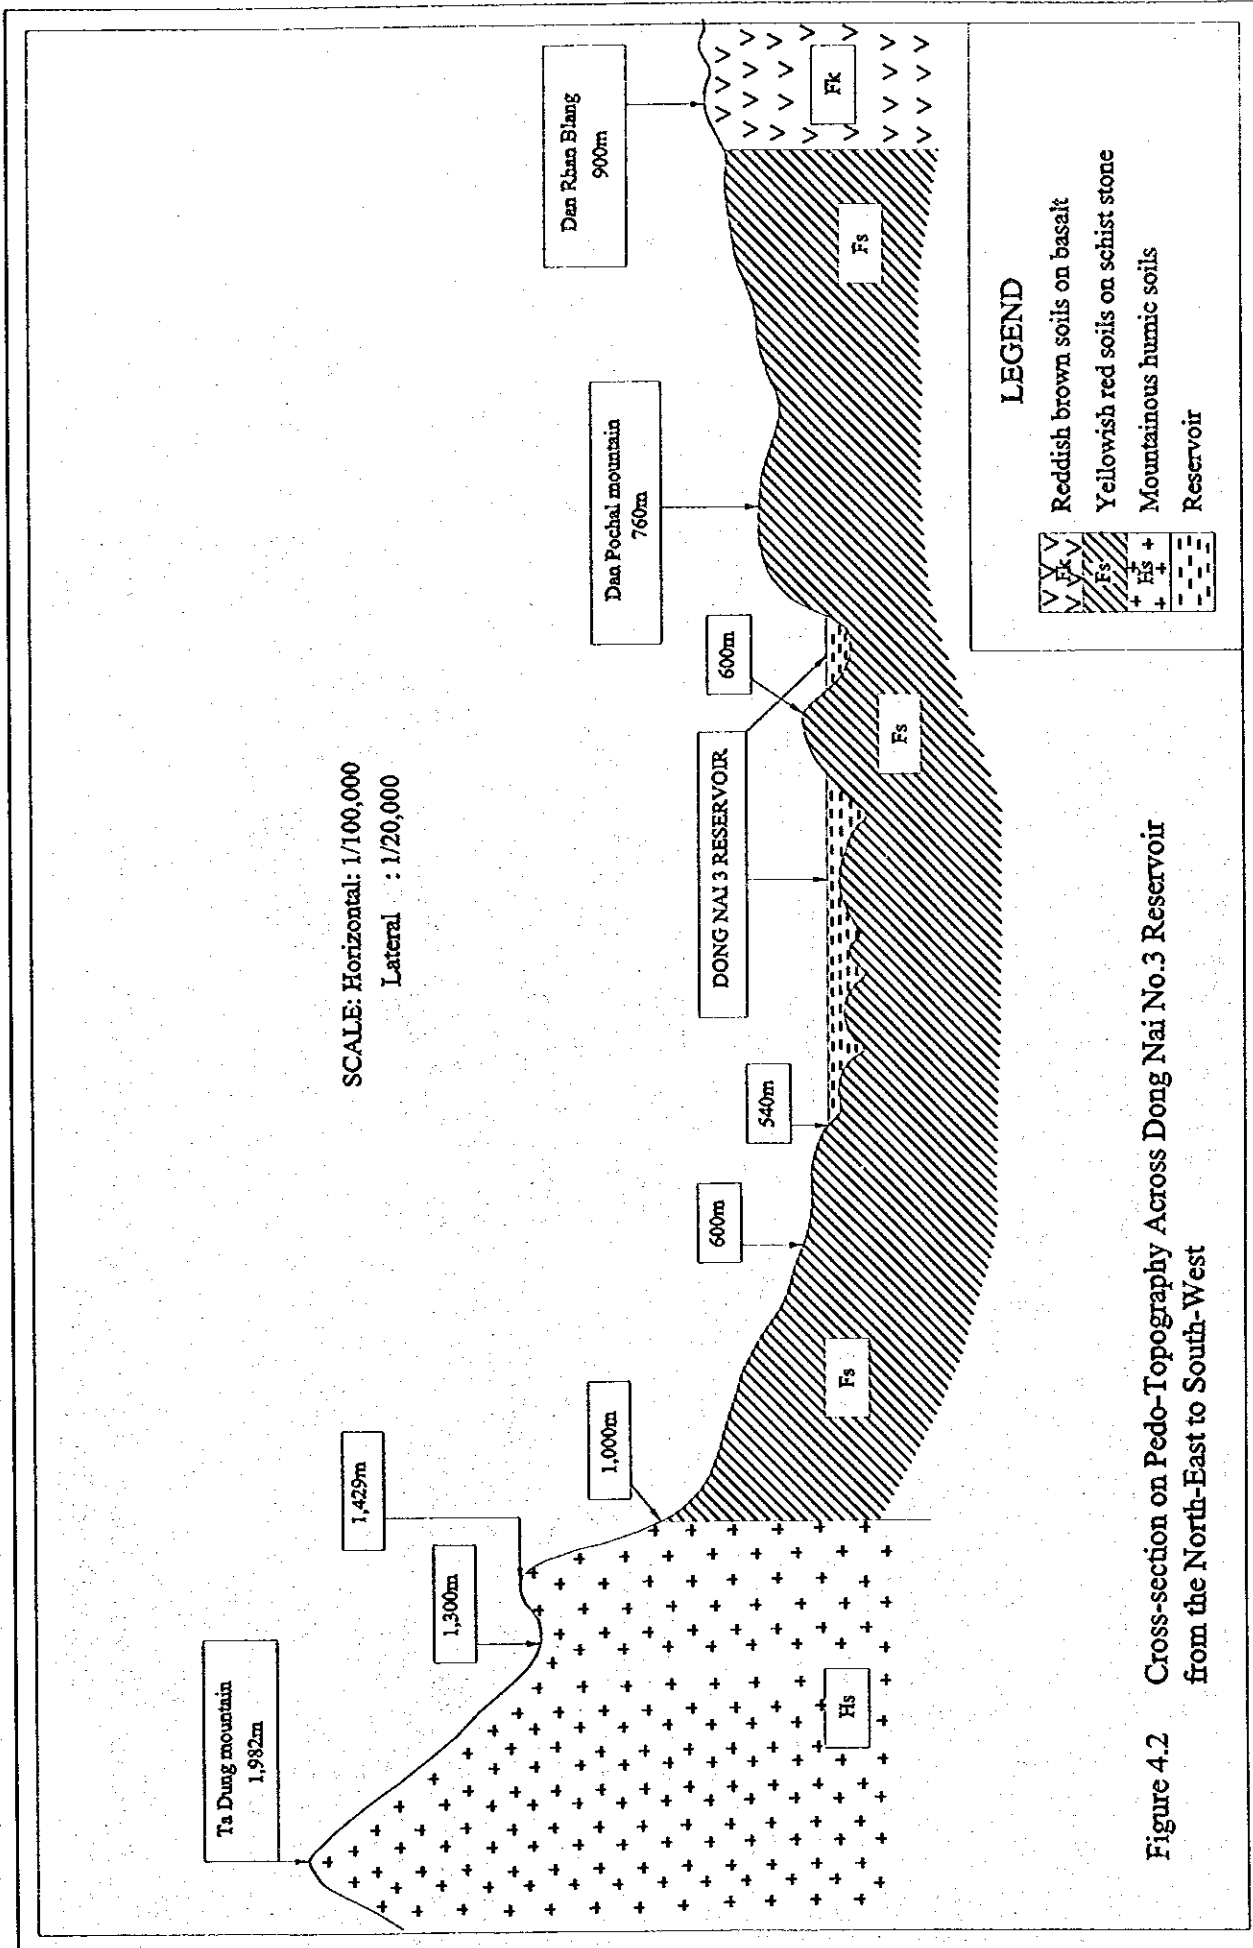 Ta Dung mountain
1,982m
1,300m
1,429m
1,000m
600m
540m
DONG NAI 3 RESERVOIR
600m
Dan Pochal mountain
760m
Dan Rhan Blang
900m
SCALE: Horizontal: 1/100,000
Lateral : 1/20,000
Hs
Fs
Fs
Fs
Fk
LEGEND
Fk Reddish brown soils on basalt
Fs Yellowish red soils on schist stone
Hs Mountainous humic soils
Reservoir
Figure 4.2 Cross-section on Pedo-Topography Across Dong Nai No.3 Reservoir
from the North-East to South-West